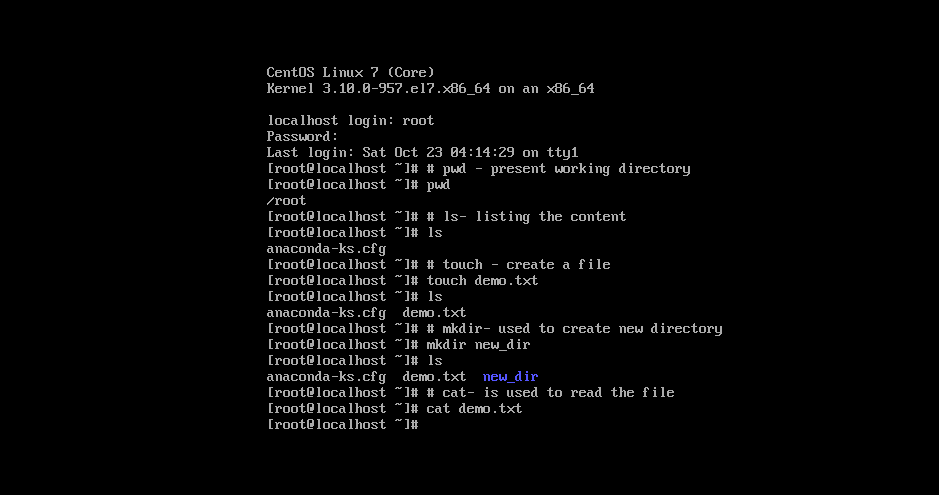 CentOS Linux 7 (Core)
Kernel 3.10.0-957.el7.x86_64 on an x86_64
localhost login: root
Password:
Last login: Sat Oct 23 04:14:29 on tty1
[root@localhost ~]# # pwd - present working directory
[root@localhost ~]# pwd
/root
[root@localhost ~]# # ls- listing the content
[root@localhost ~]# ls
anaconda-ks.cfg
[root@localhost ~]# # touch - create a file
[root@localhost ~]# touch demo.txt
[root@localhost ~]# ls
anaconda-ks.cfg  demo.txt
[root@localhost ~]# # mkdir- used to create new directory
[root@localhost ~]# mkdir new_dir
[root@localhost ~]# ls
anaconda-ks.cfg  demo.txt  new_dir
[root@localhost ~]# # cat- is used to read the file
[root@localhost ~]# cat demo.txt
[root@localhost ~]#